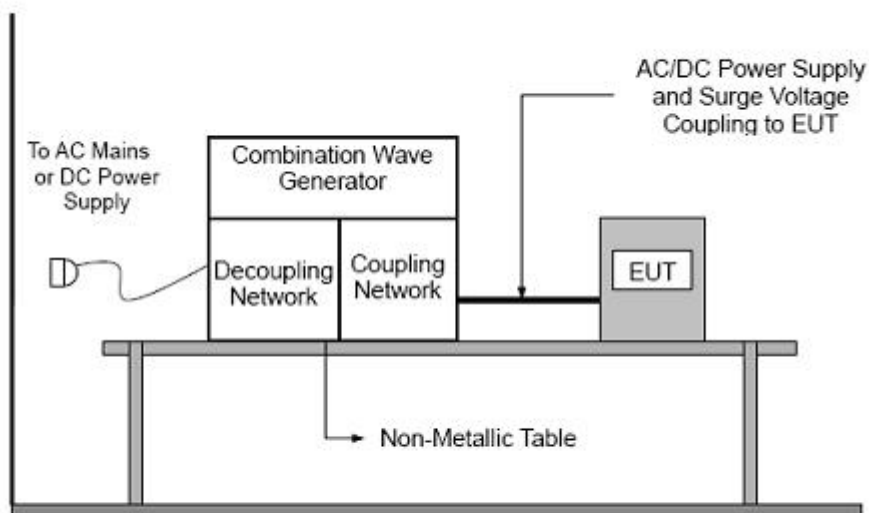 AC/DC Power Supply
and Surge Voltage
Coupling to EUT
To AC Mains
or DC Power
Supply
Combination Wave
Generator
Decoupling
Network
Coupling
Network
EUT
Non-Metallic Table